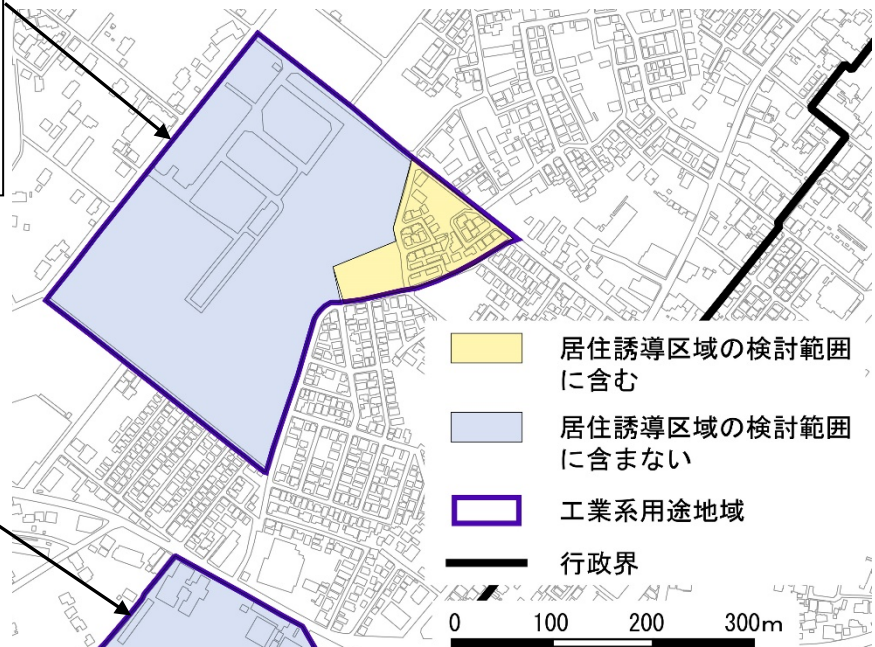 居住誘導区域の検討範囲
に含む
居住誘導区域の検討範囲
に含まない
工業系用途地域
行政界
0 100 200 300m